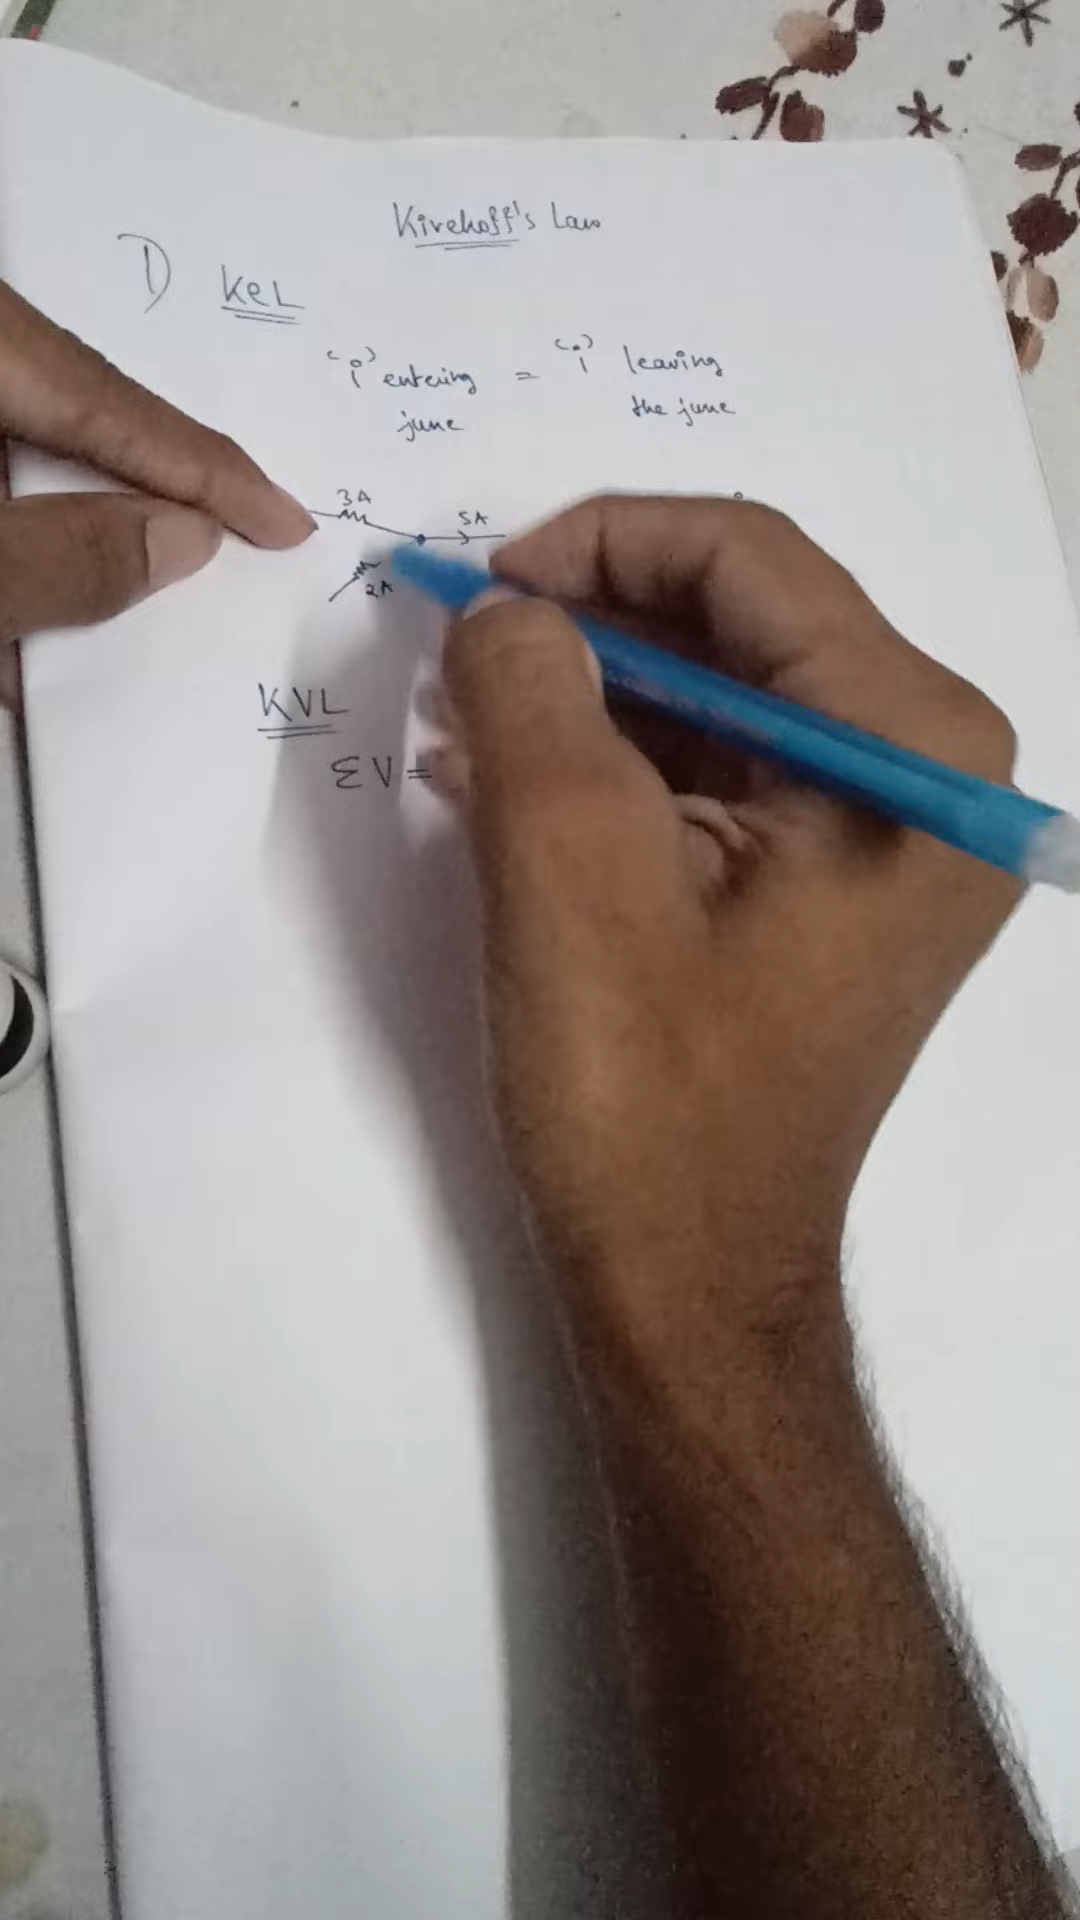 Kirchoff's Law
1) KCL
"i" entering = "i" leaving
junc the junc
3A
5A
2A
KVL
ΣV=